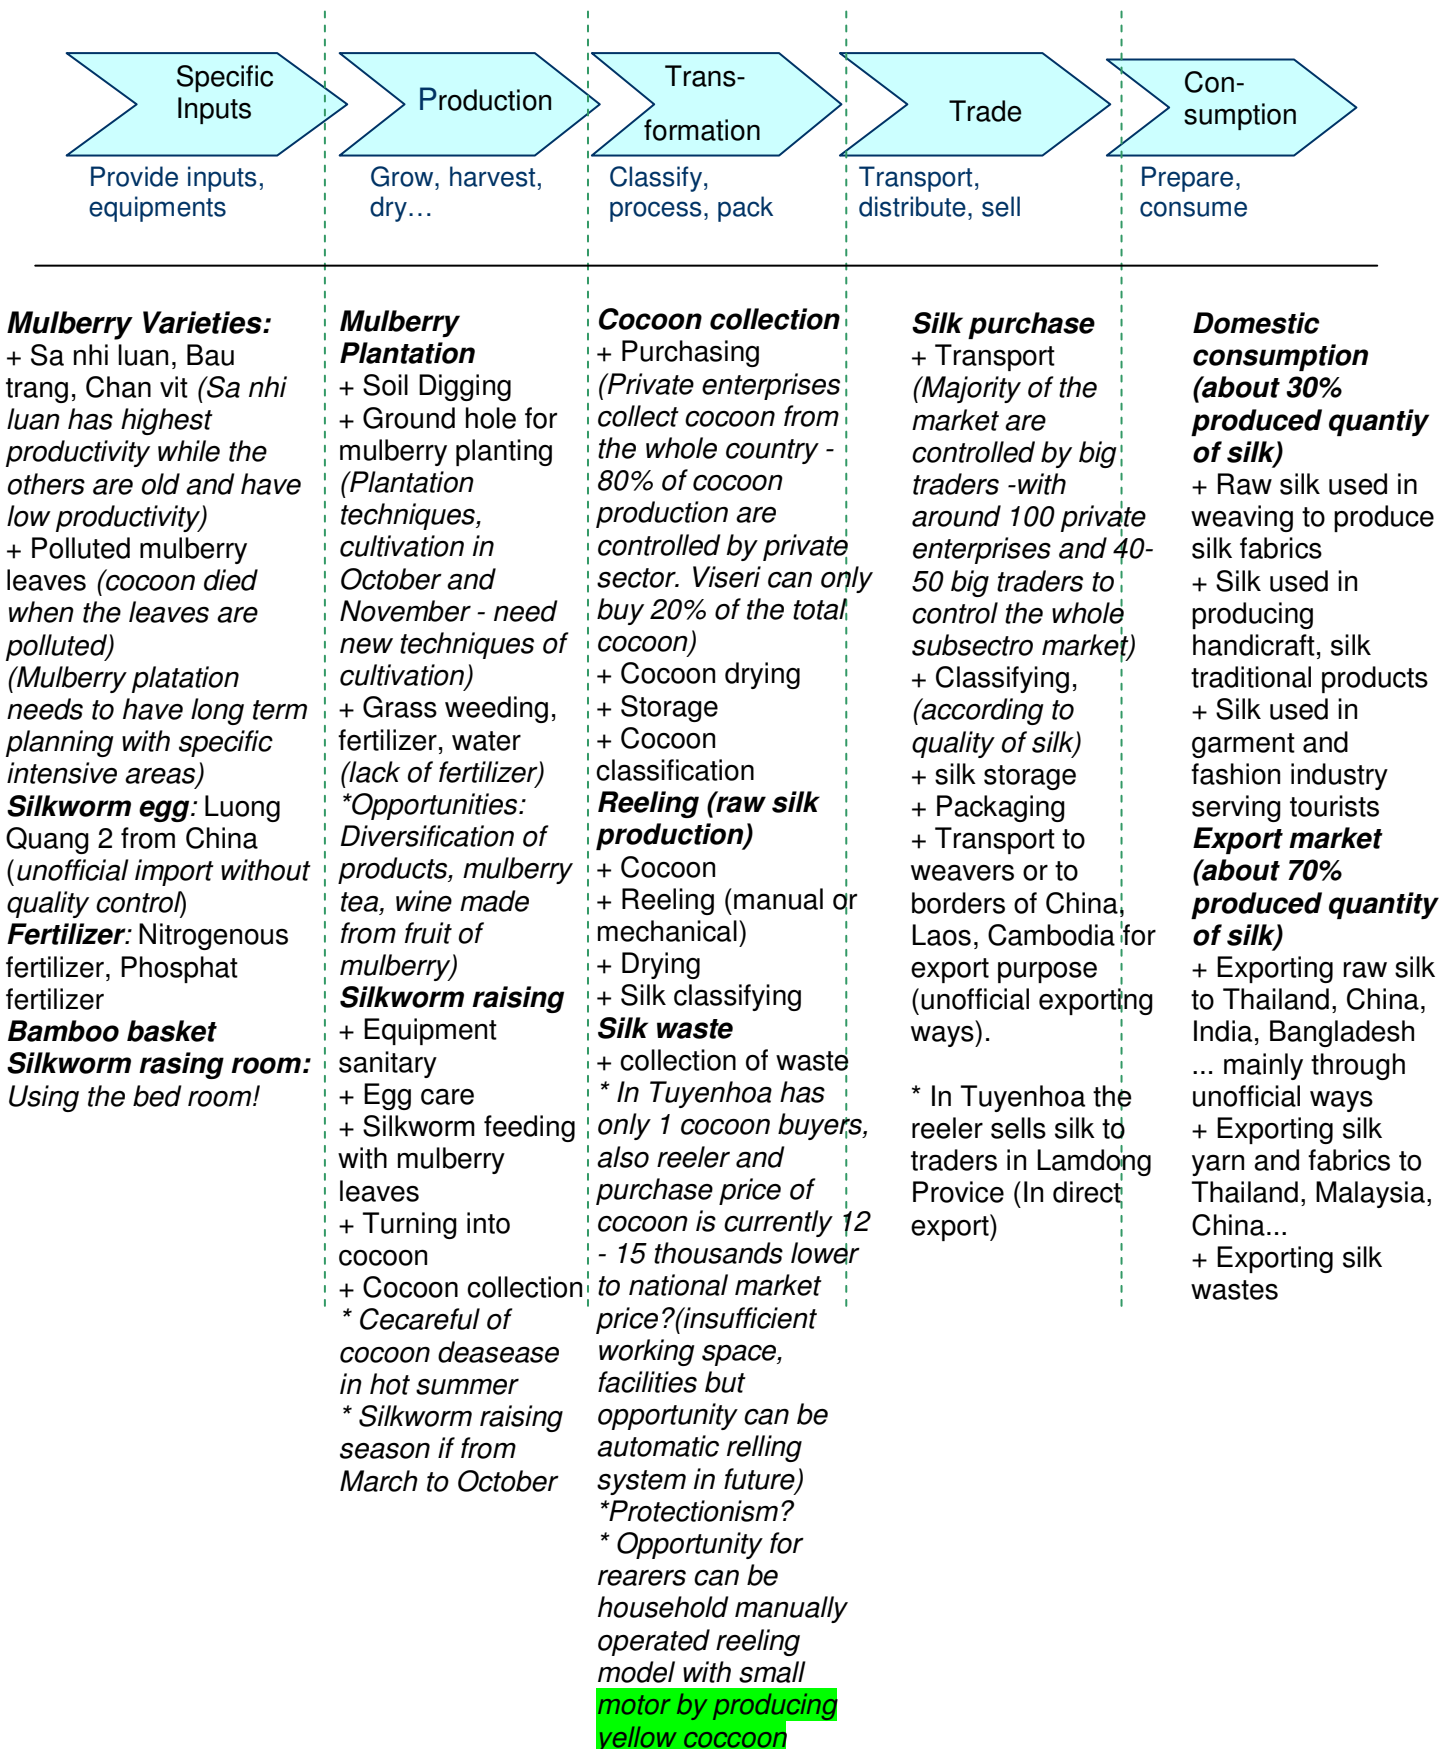 Specific
Inputs
Production
Trans-
formation
Trade
Con-
sumption
Provide inputs,
equipments
Grow, harvest,
dry…
Classify,
process, pack
Transport,
distribute, sell
Prepare,
consume
Mulberry Varieties:
+ Sa nhi luan, Bau
trang, Chan vit (Sa nhi
luan has highest
productivity while the
others are old and have
low productivity)
+ Polluted mulberry
leaves (cocoon died
when the leaves are
polluted)
(Mulberry platation
needs to have long term
planning with specific
intensive areas)
Silkworm egg: Luong
Quang 2 from China
(unofficial import without
quality control)
Fertilizer: Nitrogenous
fertilizer, Phosphat
fertilizer
Bamboo basket
Silkworm rasing room:
Using the bed room!
Mulberry
Plantation
+ Soil Digging
+ Ground hole for
mulberry planting
(Plantation
techniques,
cultivation in
October and
November - need
new techniques of
cultivation)
+ Grass weeding,
fertilizer, water
(lack of fertilizer)
*Opportunities:
Diversification of
products, mulberry
tea, wine made
from fruit of
mulberry)
Silkworm raising
+ Equipment
sanitary
+ Egg care
+ Silkworm feeding
with mulberry
leaves
+ Turning into
cocoon
+ Cocoon collection
* Cecareful of
cocoon deasease
in hot summer
* Silkworm raising
season if from
March to October
Cocoon collection
+ Purchasing
(Private enterprises
collect cocoon from
the whole country -
80% of cocoon
production are
controlled by private
sector. Viseri can only
buy 20% of the total
cocoon)
+ Cocoon drying
+ Storage
+ Cocoon
classification
Reeling (raw silk
production)
+ Cocoon
+ Reeling (manual or
mechanical)
+ Drying
+ Silk classifying
Silk waste
+ collection of waste
* In Tuyenhoa has
only 1 cocoon buyers,
also reeler and
purchase price of
cocoon is currently 12
- 15 thousands lower
to national market
price?(insufficient
working space,
facilities but
opportunity can be
automatic relling
system in future)
*Protectionism?
* Opportunity for
rearers can be
household manually
operated reeling
model with small
motor by producing
yellow coccoon
Silk purchase
+ Transport
(Majority of the
market are
controlled by big
traders -with
around 100 private
enterprises and 40-
50 big traders to
control the whole
subsectro market)
+ Classifying,
(according to
quality of silk)
+ silk storage
+ Packaging
+ Transport to
weavers or to
borders of China,
Laos, Cambodia for
export purpose
(unofficial exporting
ways).
* In Tuyenhoa the
reeler sells silk to
traders in Lamdong
Provice (In direct
export)
Domestic
consumption
(about 30%
produced quantiy
of silk)
+ Raw silk used in
weaving to produce
silk fabrics
+ Silk used in
producing
handicraft, silk
traditional products
+ Silk used in
garment and
fashion industry
serving tourists
Export market
(about 70%
produced quantity
of silk)
+ Exporting raw silk
to Thailand, China,
India, Bangladesh
... mainly through
unofficial ways
+ Exporting silk
yarn and fabrics to
Thailand, Malaysia,
China...
+ Exporting silk
wastes